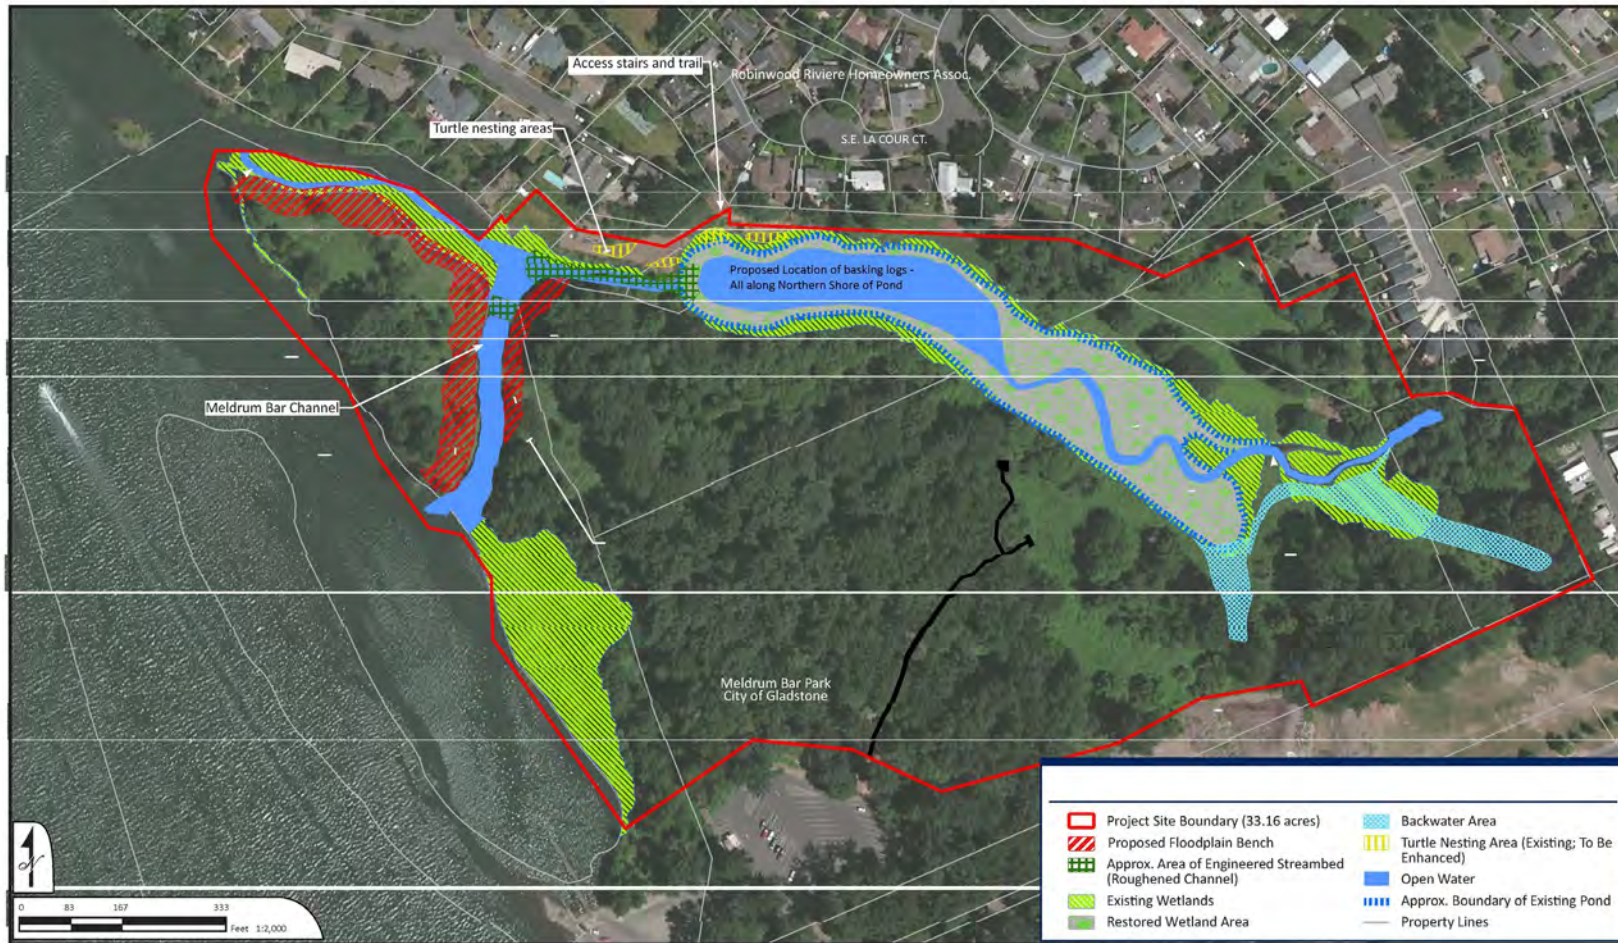 Access stairs and trail
Robinwood Riviere Homeowners Assoc.
Turtle nesting areas
S.E. LA COUR CT.
Proposed Location of basking logs -
All along Northern Shore of Pond
Meldrum Bar Channel
Meldrum Bar Park
City of Gladstone
Project Site Boundary (33.16 acres)
Proposed Floodplain Bench
Approx. Area of Engineered Streambed
(Roughened Channel)
Existing Wetlands
Restored Wetland Area
Backwater Area
Turtle Nesting Area (Existing; To Be
Enhanced)
Open Water
Approx. Boundary of Existing Pond
Property Lines
N
0 83 167 333
Feet 1:2,000